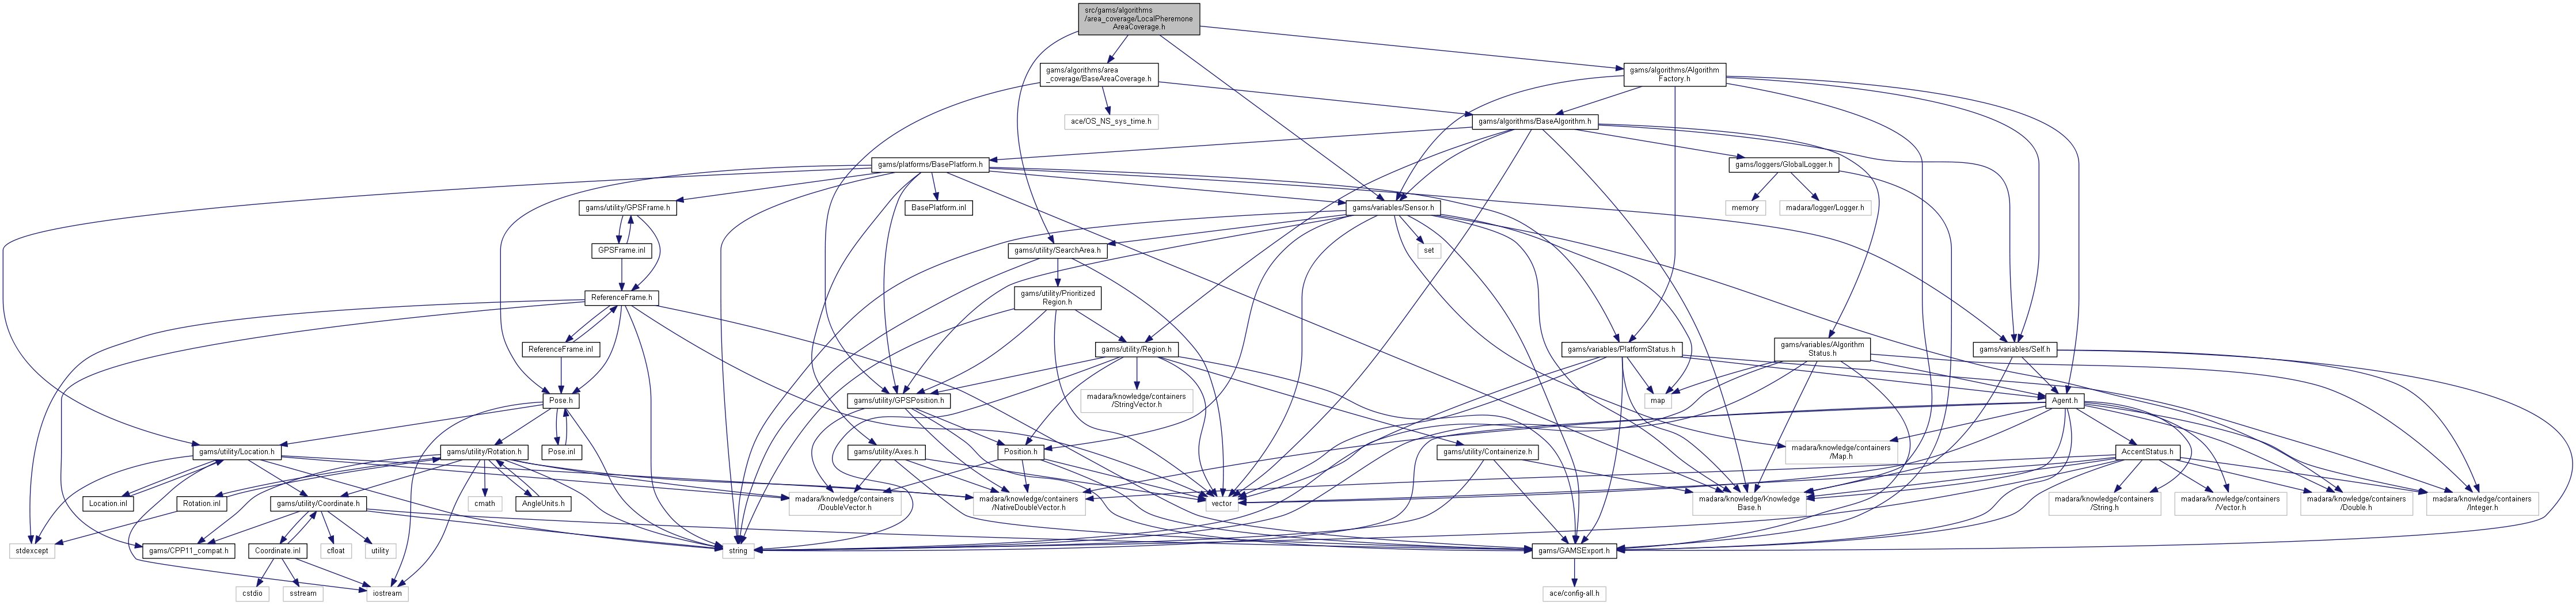 src/gams/algorithms
/area_coverage/LocalPheremone
AreaCoverage.h
gams/algorithms/area
_coverage/BaseAreaCoverage.h
gams/algorithms/Algorithm
Factory.h
ace/OS_NS_sys_time.h
gams/algorithms/BaseAlgorithm.h
gams/platforms/BasePlatform.h
gams/loggers/GlobalLogger.h
gams/utility/GPSFrame.h
BasePlatform.inl
gams/variables/Sensor.h
memory
madara/logger/Logger.h
GPSFrame.inl
gams/utility/SearchArea.h
set
ReferenceFrame.h
gams/utility/Prioritized
Region.h
ReferenceFrame.inl
gams/utility/Region.h
gams/variables/PlatformStatus.h
gams/variables/Algorithm
Status.h
gams/variables/Self.h
Pose.h
gams/utility/GPSPosition.h
madara/knowledge/containers
/StringVector.h
map
Agent.h
gams/utility/Location.h
gams/utility/Rotation.h
Pose.inl
gams/utility/Axes.h
Position.h
gams/utility/Containerize.h
madara/knowledge/containers
/Map.h
AccentStatus.h
Location.inl
Rotation.inl
gams/utility/Coordinate.h
cmath
AngleUnits.h
madara/knowledge/containers
/DoubleVector.h
madara/knowledge/containers
/NativeDoubleVector.h
vector
madara/knowledge/Knowledge
Base.h
madara/knowledge/containers
/String.h
madara/knowledge/containers
/Vector.h
madara/knowledge/containers
/Double.h
madara/knowledge/containers
/Integer.h
stdexcept
gams/CPP11_compat.h
Coordinate.inl
cfloat
utility
string
gams/GAMSExport.h
cstdio
sstream
iostream
ace/config-all.h